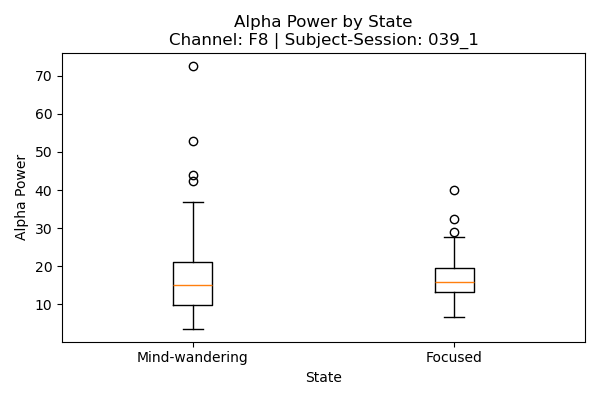 Alpha Power by State
Channel: F8 | Subject-Session: 039_1
Alpha Power
70
60
50
40
30
20
10
Mind-wandering
Focused
State